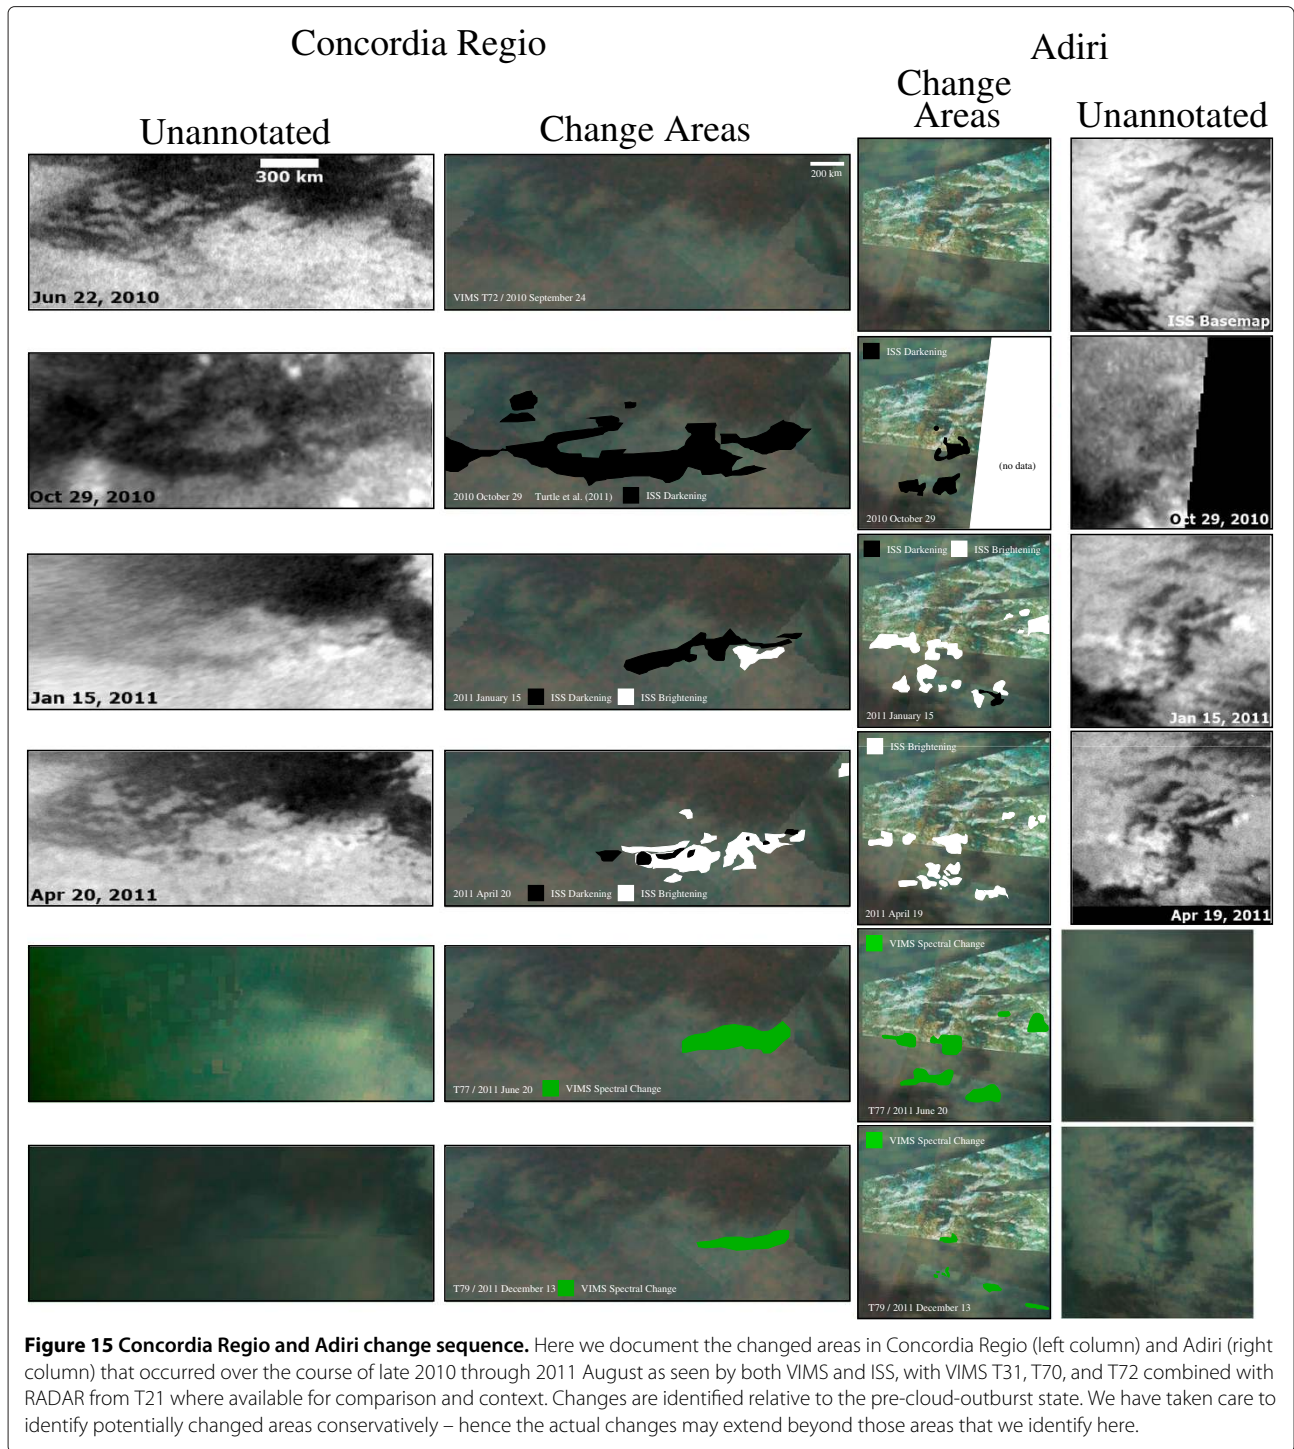 Concordia Regio
Adiri
Unannotated
Change Areas
Change
Areas
Unannotated
300 km
Jun 22, 2010
200 km
VIMS T72 / 2010 September 24
ISS Basemap
Oct 29, 2010
2010 October 29 Turtle et al. (2011) ISS Darkening
ISS Darkening
(no data)
2010 October 29
Oct 29, 2010
Jan 15, 2011
2011 January 15 ISS Darkening ISS Brightening
ISS Darkening ISS Brightening
2011 January 15
Jan 15, 2011
Apr 20, 2011
2011 April 20 ISS Darkening ISS Brightening
ISS Brightening
2011 April 19
Apr 19, 2011
T77 / 2011 June 20 VIMS Spectral Change
VIMS Spectral Change
T77 / 2011 June 20
T79 / 2011 December 13 VIMS Spectral Change
VIMS Spectral Change
T79 / 2011 December 13
Figure 15 Concordia Regio and Adiri change sequence. Here we document the changed areas in Concordia Regio (left column) and Adiri (right
column) that occurred over the course of late 2010 through 2011 August as seen by both VIMS and ISS, with VIMS T31, T70, and T72 combined with
RADAR from T21 where available for comparison and context. Changes are identified relative to the pre-cloud-outburst state. We have taken care to
identify potentially changed areas conservatively – hence the actual changes may extend beyond those areas that we identify here.